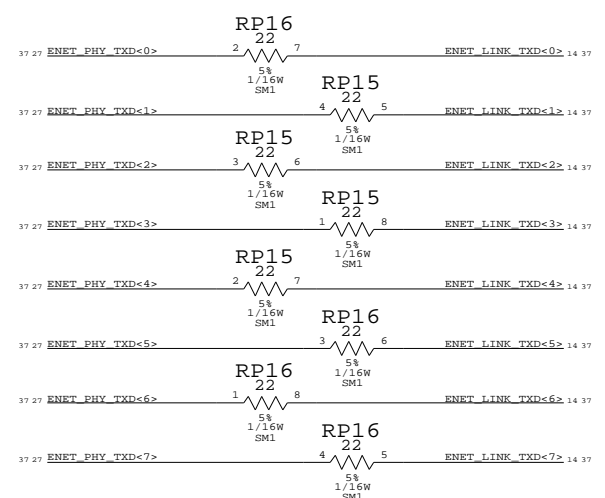 RP16
22
37 27 ENET_PHY_TXD<0> 2 7 ENET_LINK_TXD<0> 14 37
5%
1/16W
SM1
RP15
22
37 27 ENET_PHY_TXD<1> 4 5 ENET_LINK_TXD<1> 14 37
5%
1/16W
SM1
RP15
22
37 27 ENET_PHY_TXD<2> 3 6 ENET_LINK_TXD<2> 14 37
5%
1/16W
SM1
RP15
22
37 27 ENET_PHY_TXD<3> 1 8 ENET_LINK_TXD<3> 14 37
5%
1/16W
SM1
RP15
22
37 27 ENET_PHY_TXD<4> 2 7 ENET_LINK_TXD<4> 14 37
5%
1/16W
SM1
RP16
22
37 27 ENET_PHY_TXD<5> 3 6 ENET_LINK_TXD<5> 14 37
5%
1/16W
SM1
RP16
22
37 27 ENET_PHY_TXD<6> 1 8 ENET_LINK_TXD<6> 14 37
5%
1/16W
SM1
RP16
22
37 27 ENET_PHY_TXD<7> 4 5 ENET_LINK_TXD<7> 14 37
5%
1/16W
SM1